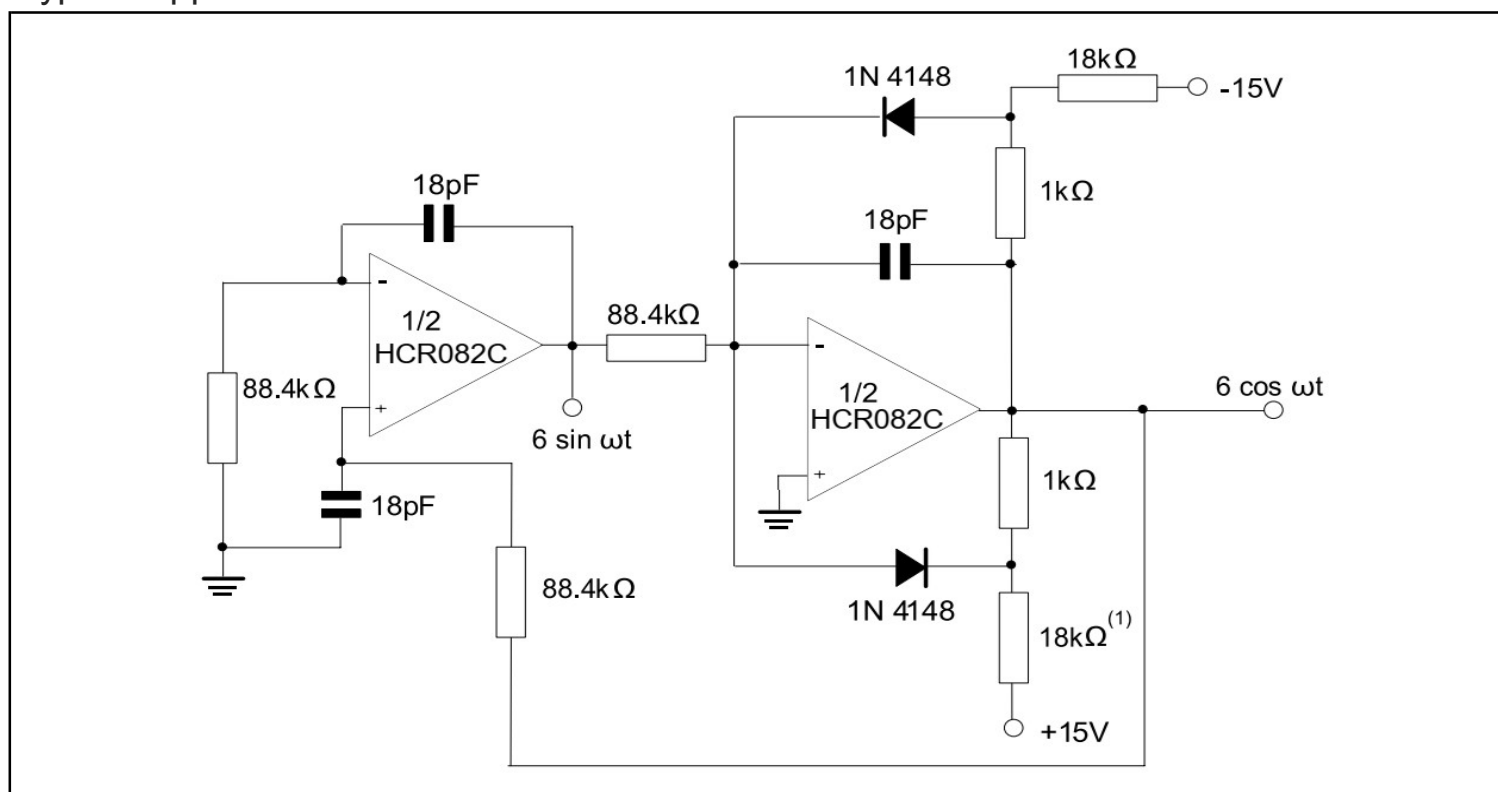 18kΩ
1N 4148
-15V
1kΩ
18pF
18pF
-
88.4kΩ
-
1/2
HCR082C
88.4kΩ
+
6 sin ωt
1/2
HCR082C
6 cos ωt
+
18pF
1kΩ
88.4kΩ
1N 4148
18kΩ(1)
+15V